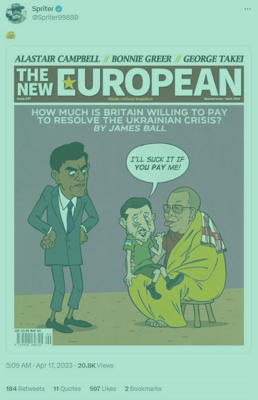 Spriter
@Spriter99880
ALASTAIR CAMPBELL // BONNIE GREER // GEORGE TAKEI
THE NEW EUROPEAN
HOW MUCH IS BRITAIN WILLING TO PAY
TO RESOLVE THE UKRAINIAN CRISIS?
BY JAMES BALL
I'LL SUCK IT IF
YOU PAY ME!
5:09 AM · Apr 17, 2023 · 20.8K Views
184 Retweets 11 Quotes 597 Likes 2 Bookmarks